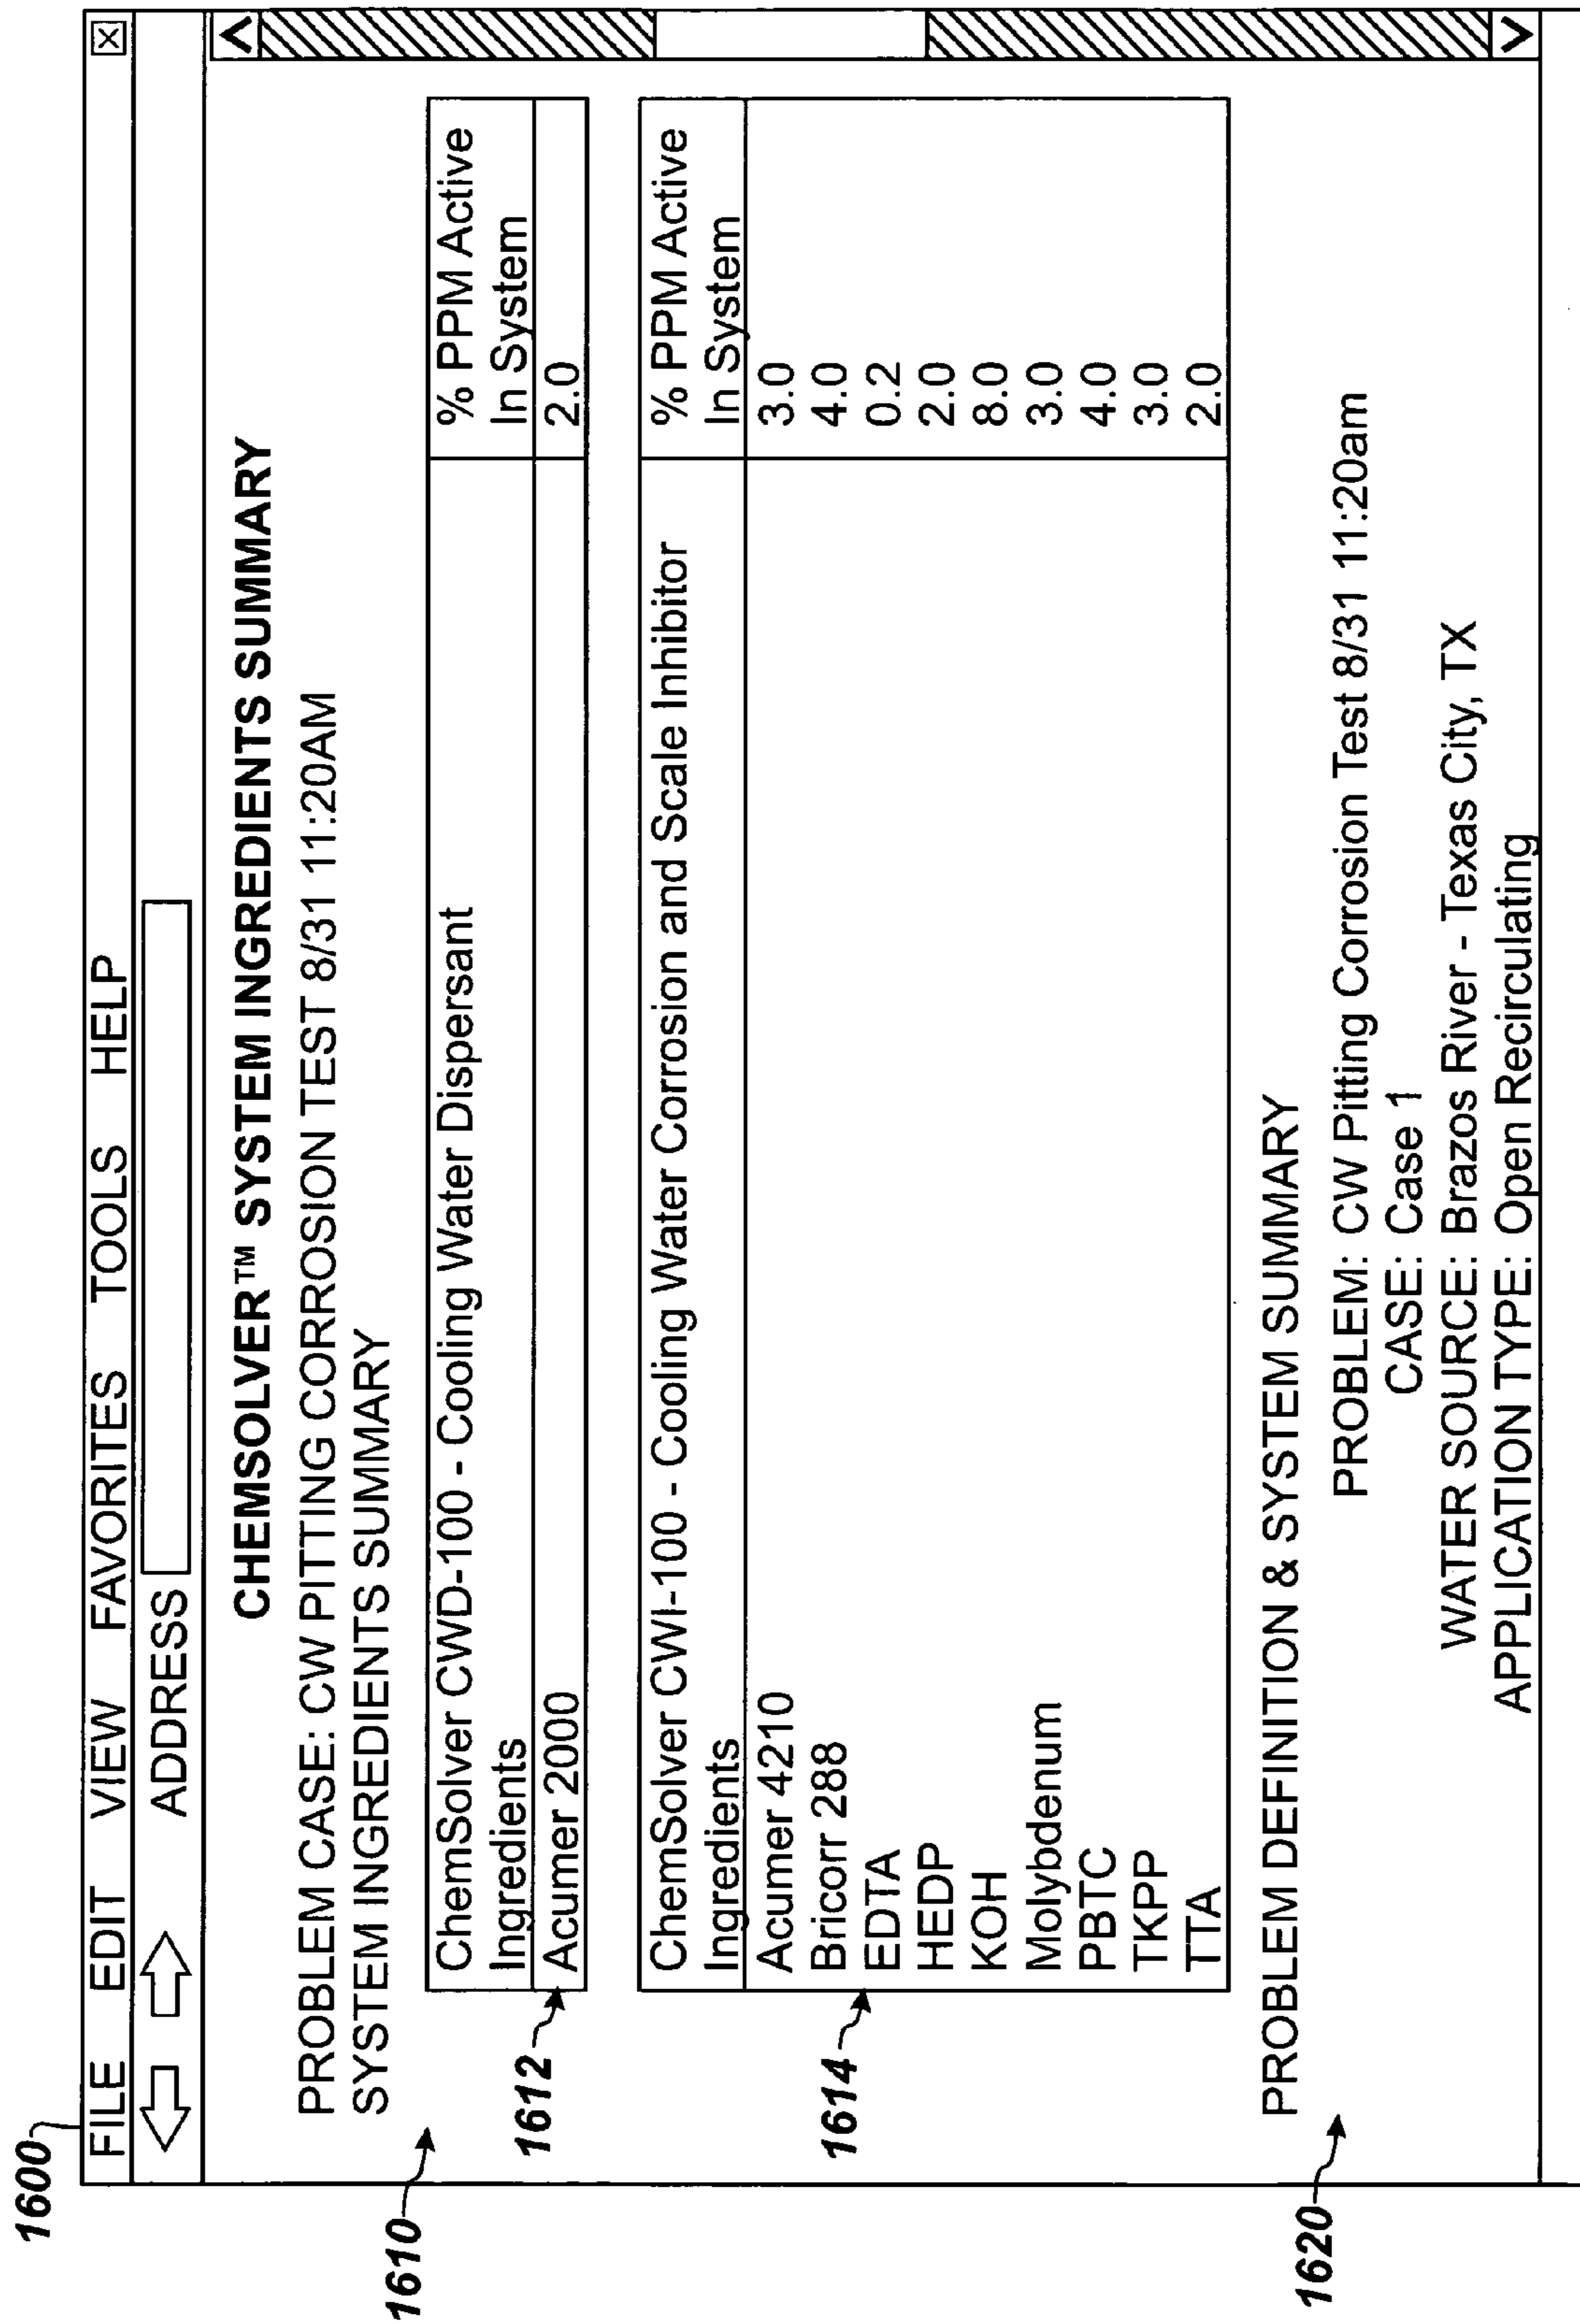 1600
FILE EDIT VIEW FAVORITES TOOLS HELP
ADDRESS
CHEMSOLVER™ SYSTEM INGREDIENTS SUMMARY
PROBLEM CASE: CW PITTING CORROSION TEST 8/31 11:20AM
SYSTEM INGREDIENTS SUMMARY
1610
ChemSolver CWD-100 - Cooling Water Dispersant % PPM Active
Ingredients In System
Acumer 2000 2.0
1612
ChemSolver CWI-100 - Cooling Water Corrosion and Scale Inhibitor % PPM Active
Ingredients In System
Acumer 4210 3.0
Bricorr 288 4.0
EDTA 0.2
HEDP 2.0
KOH 8.0
Molybdenum 3.0
PBTC 4.0
TKPP 3.0
TTA 2.0
1614
PROBLEM DEFINITION & SYSTEM SUMMARY
1620
PROBLEM: CW Pitting Corrosion Test 8/31 11:20am
CASE: Case 1
WATER SOURCE: Brazos River - Texas City, TX
APPLICATION TYPE: Open Recirculating